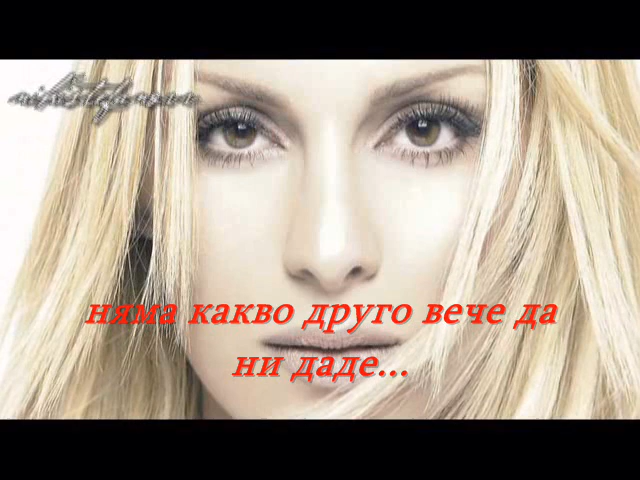 няма какво друго вече да
ни даде...